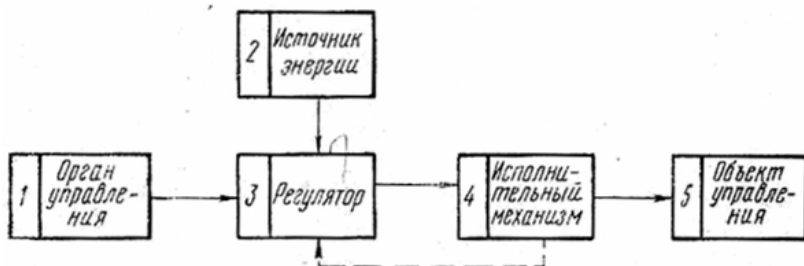 2 Источник
энергии
1 Орган
управле-
ния
3 Регулятор
4 Исполни-
тельный
механизм
5 Объект
управле-
ния